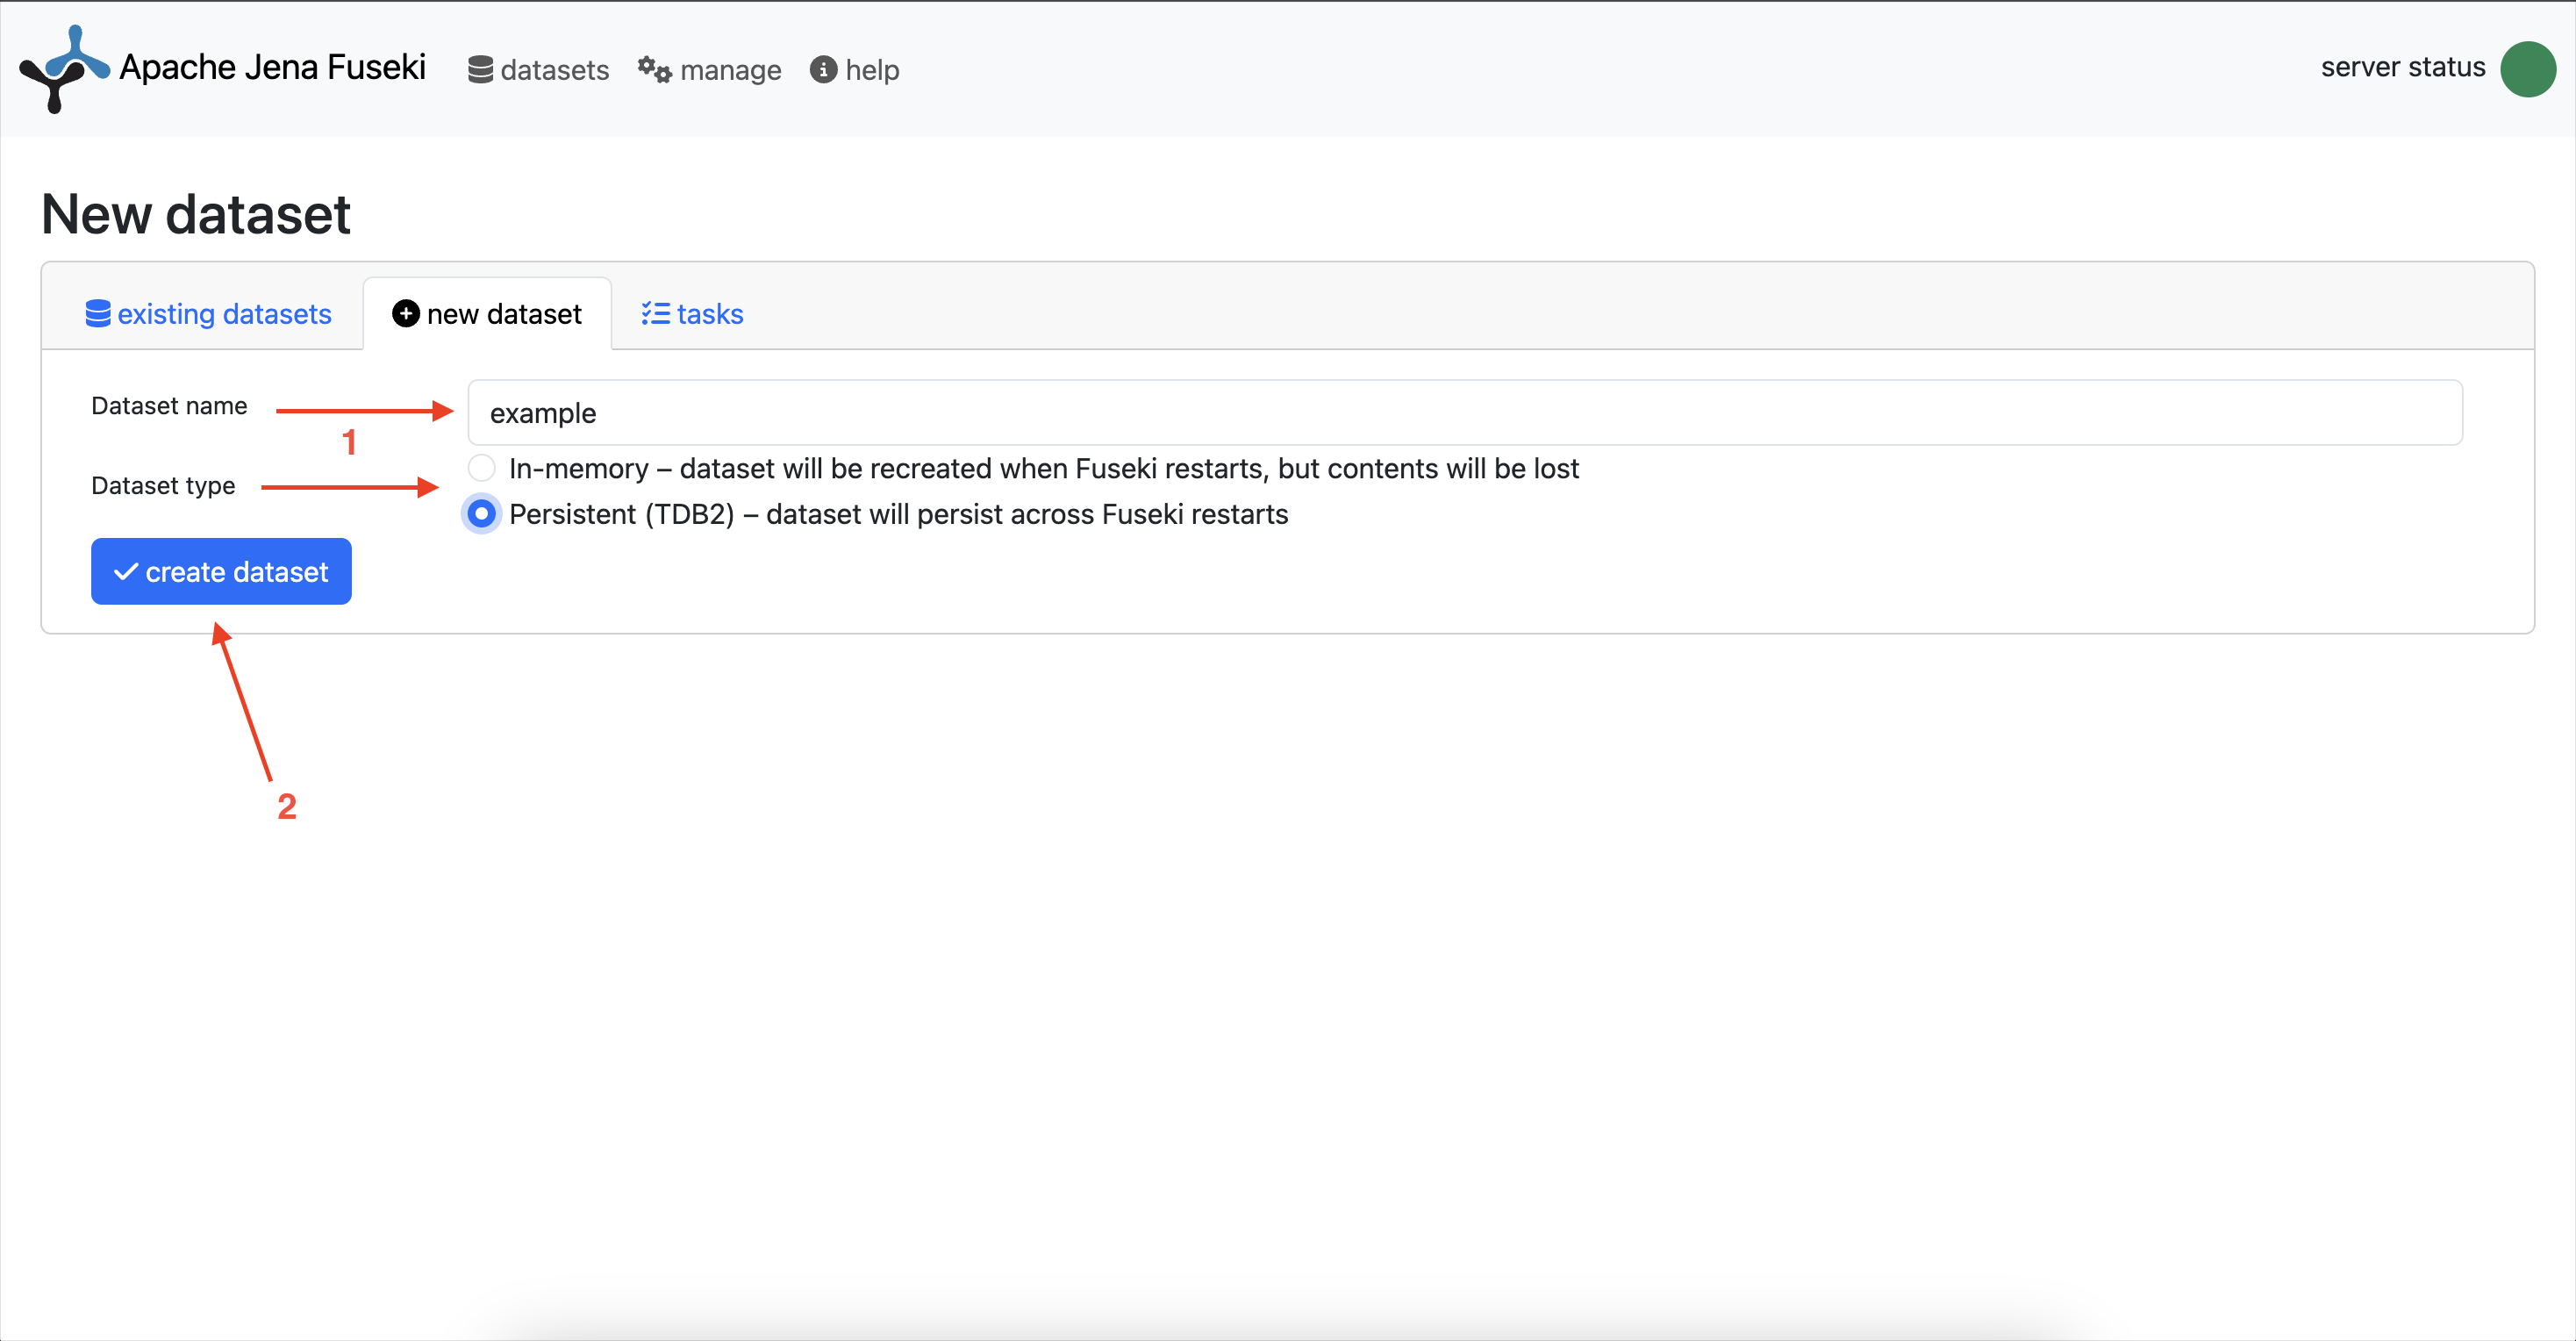 Apache Jena Fuseki datasets manage help server status
New dataset
existing datasets new dataset tasks
Dataset name example
1
Dataset type In-memory – dataset will be recreated when Fuseki restarts, but contents will be lost
Persistent (TDB2) – dataset will persist across Fuseki restarts
create dataset
2